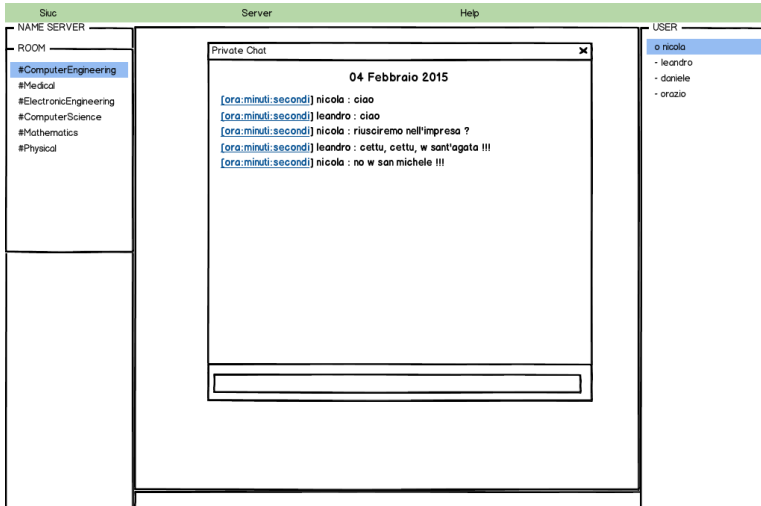 Siuc Server Help
NAME SERVER
ROOM
#ComputerEngineering
#Medical
#ElectronicEngineering
#ComputerScience
#Mathematics
#Physical
Private Chat
04 Febbraio 2015
[ora:minuti:secondi] nicola : ciao
[ora:minuti:secondi] leandro : ciao
[ora:minuti:secondi] nicola : riusciremo nell'impresa ?
[ora:minuti:secondi] leandro : cettu, cettu, w sant'agata !!!
[ora:minuti:secondi] nicola : no w san michele !!!
USER
o nicola
- leandro
- daniele
- orazio